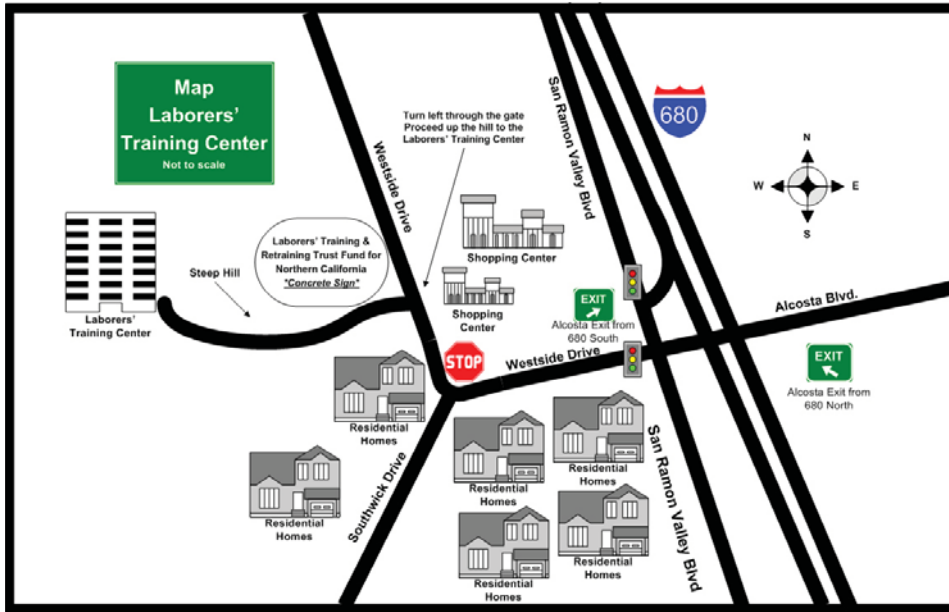 Map
Laborers'
Training Center
Not to scale
Turn left through the gate
Proceed up the hill to the
Laborers' Training Center
Westside Drive
San Ramon Valley Blvd
680
N
W
E
S
Laborers' Training &
Retraining Trust Fund for
Northern California
"Concrete Sign"
Steep Hill
Shopping Center
Shopping
Center
Laborers'
Training Center
EXIT
Alcosta Exit from
680 South
Alcosta Blvd.
STOP
Westside Drive
EXIT
Alcosta Exit from
680 North
Residential
Homes
Residential
Homes
Southwick Drive
Residential
Homes
Residential
Homes
Residential
Homes
Residential
Homes
San Ramon Valley Blvd